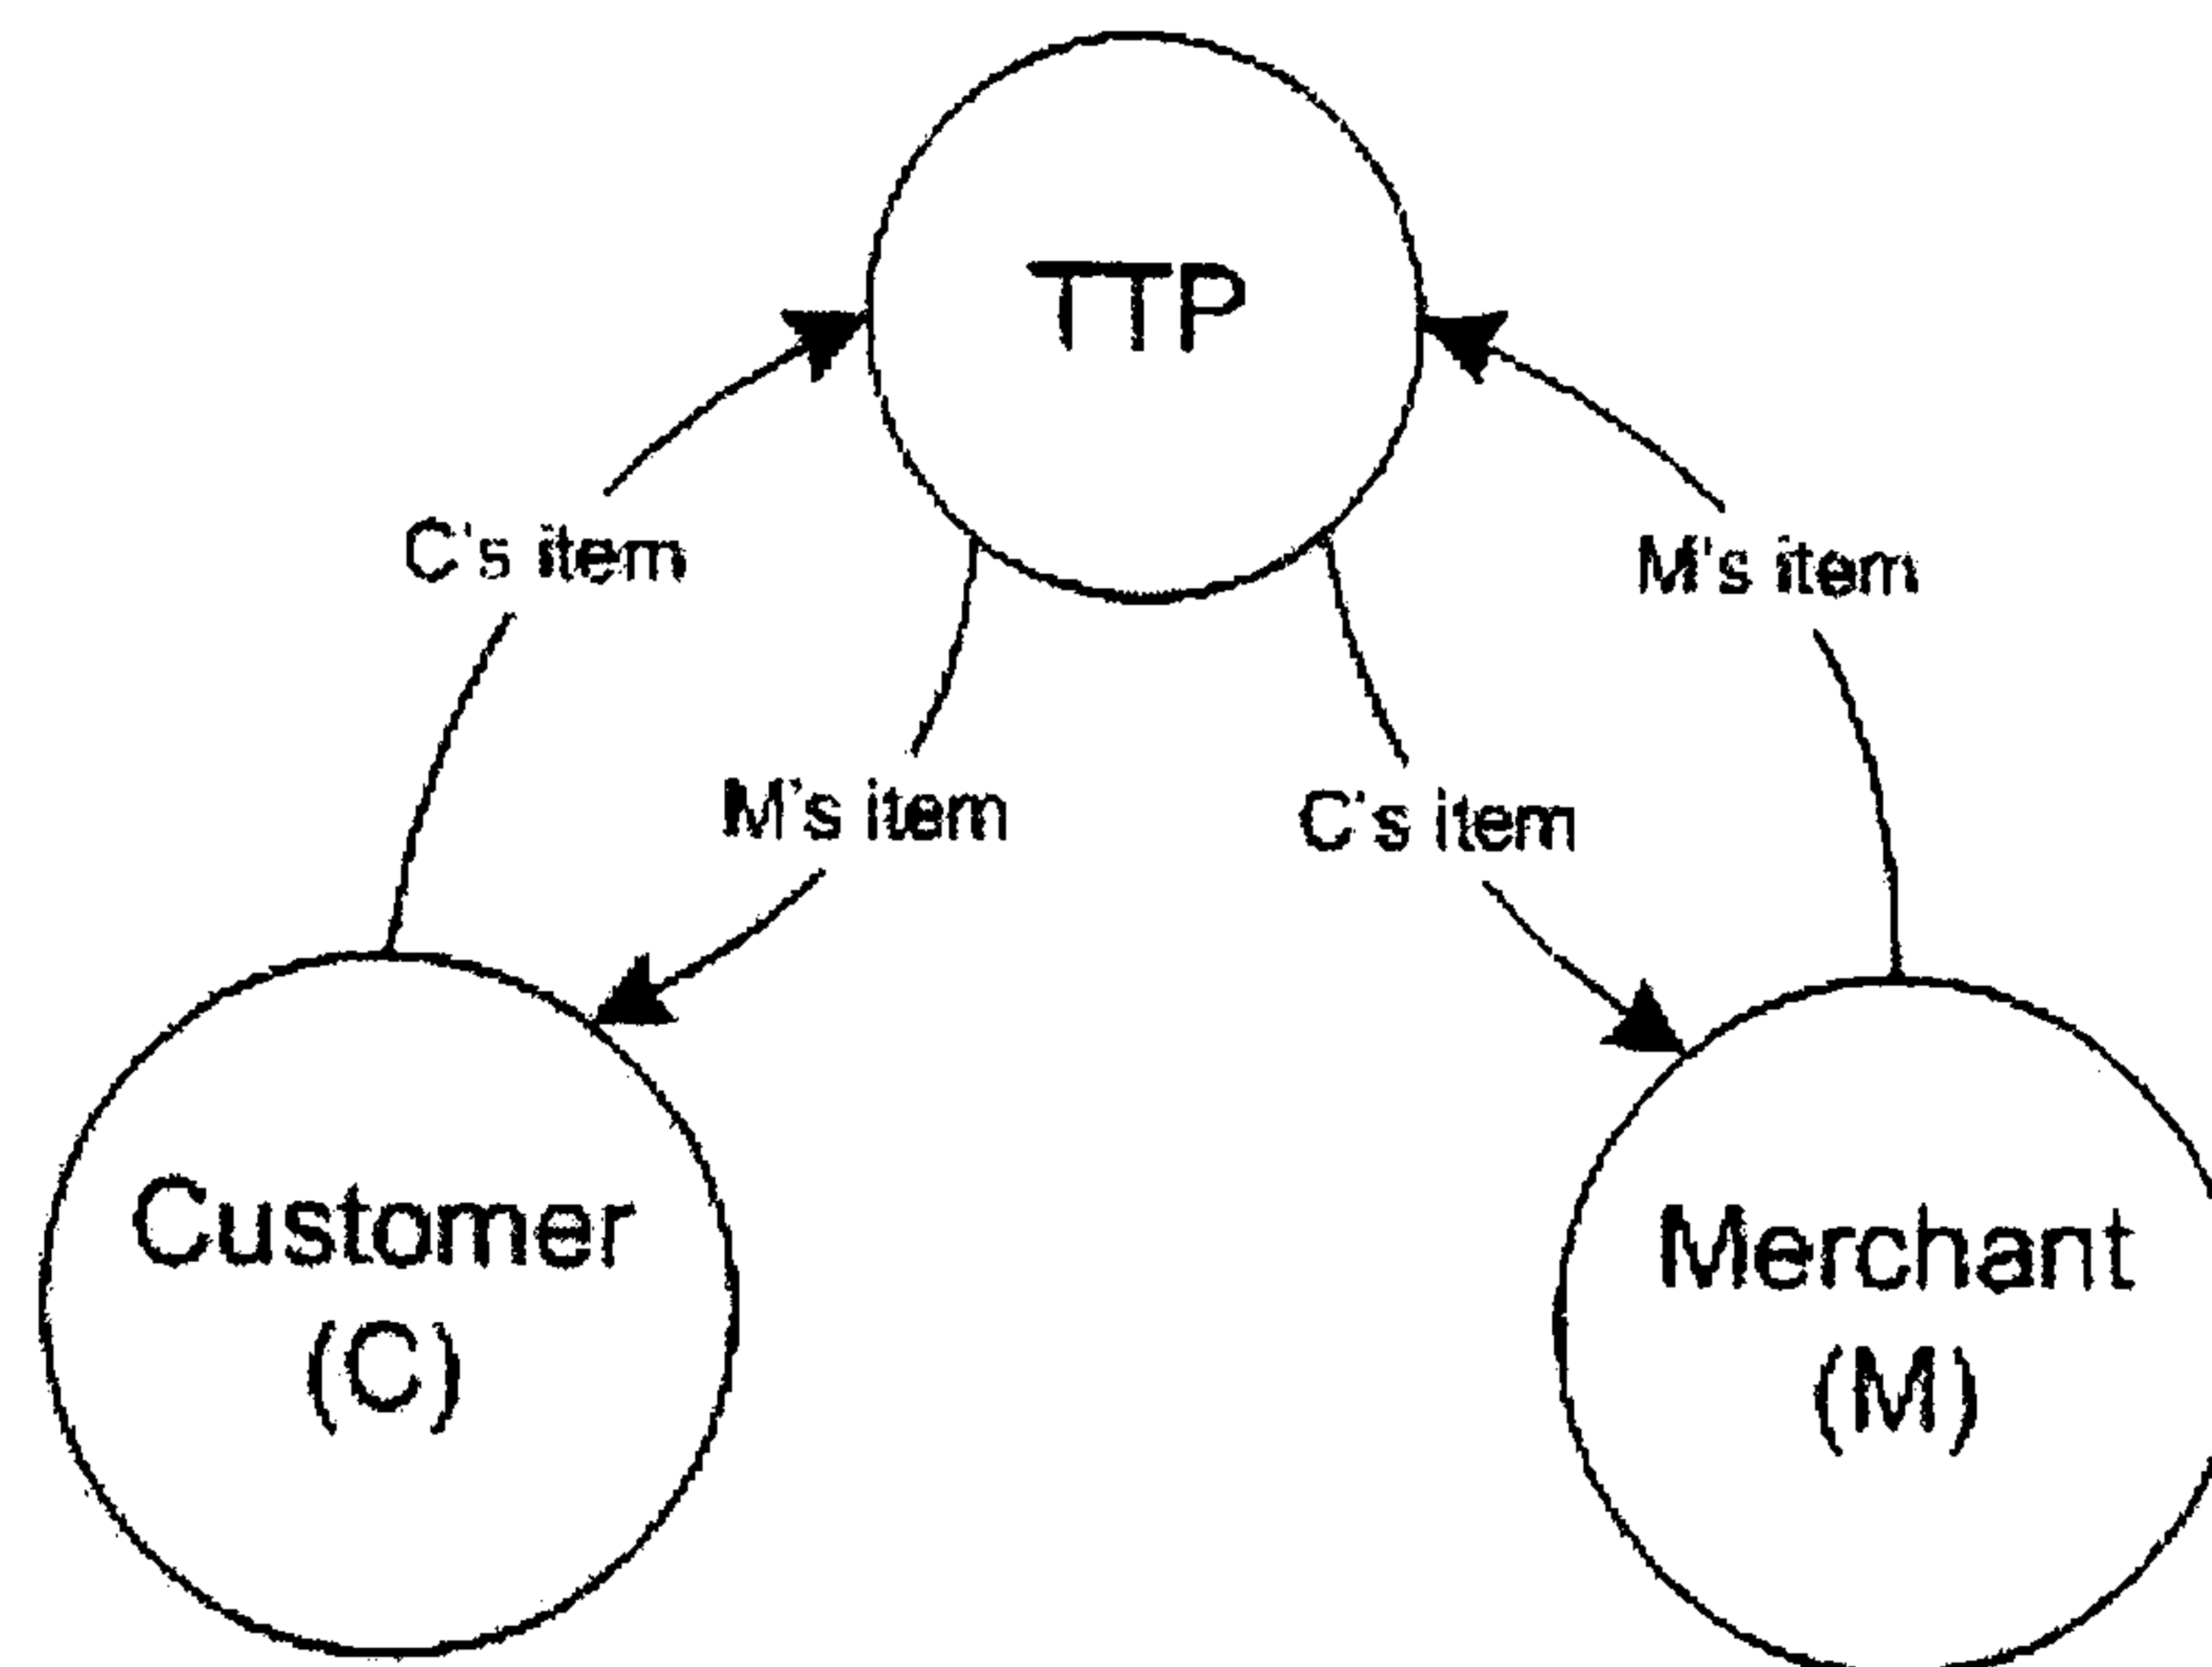 TTP
C's item
M's item
M's item
C's item
Customer
(C)
Merchant
(M)